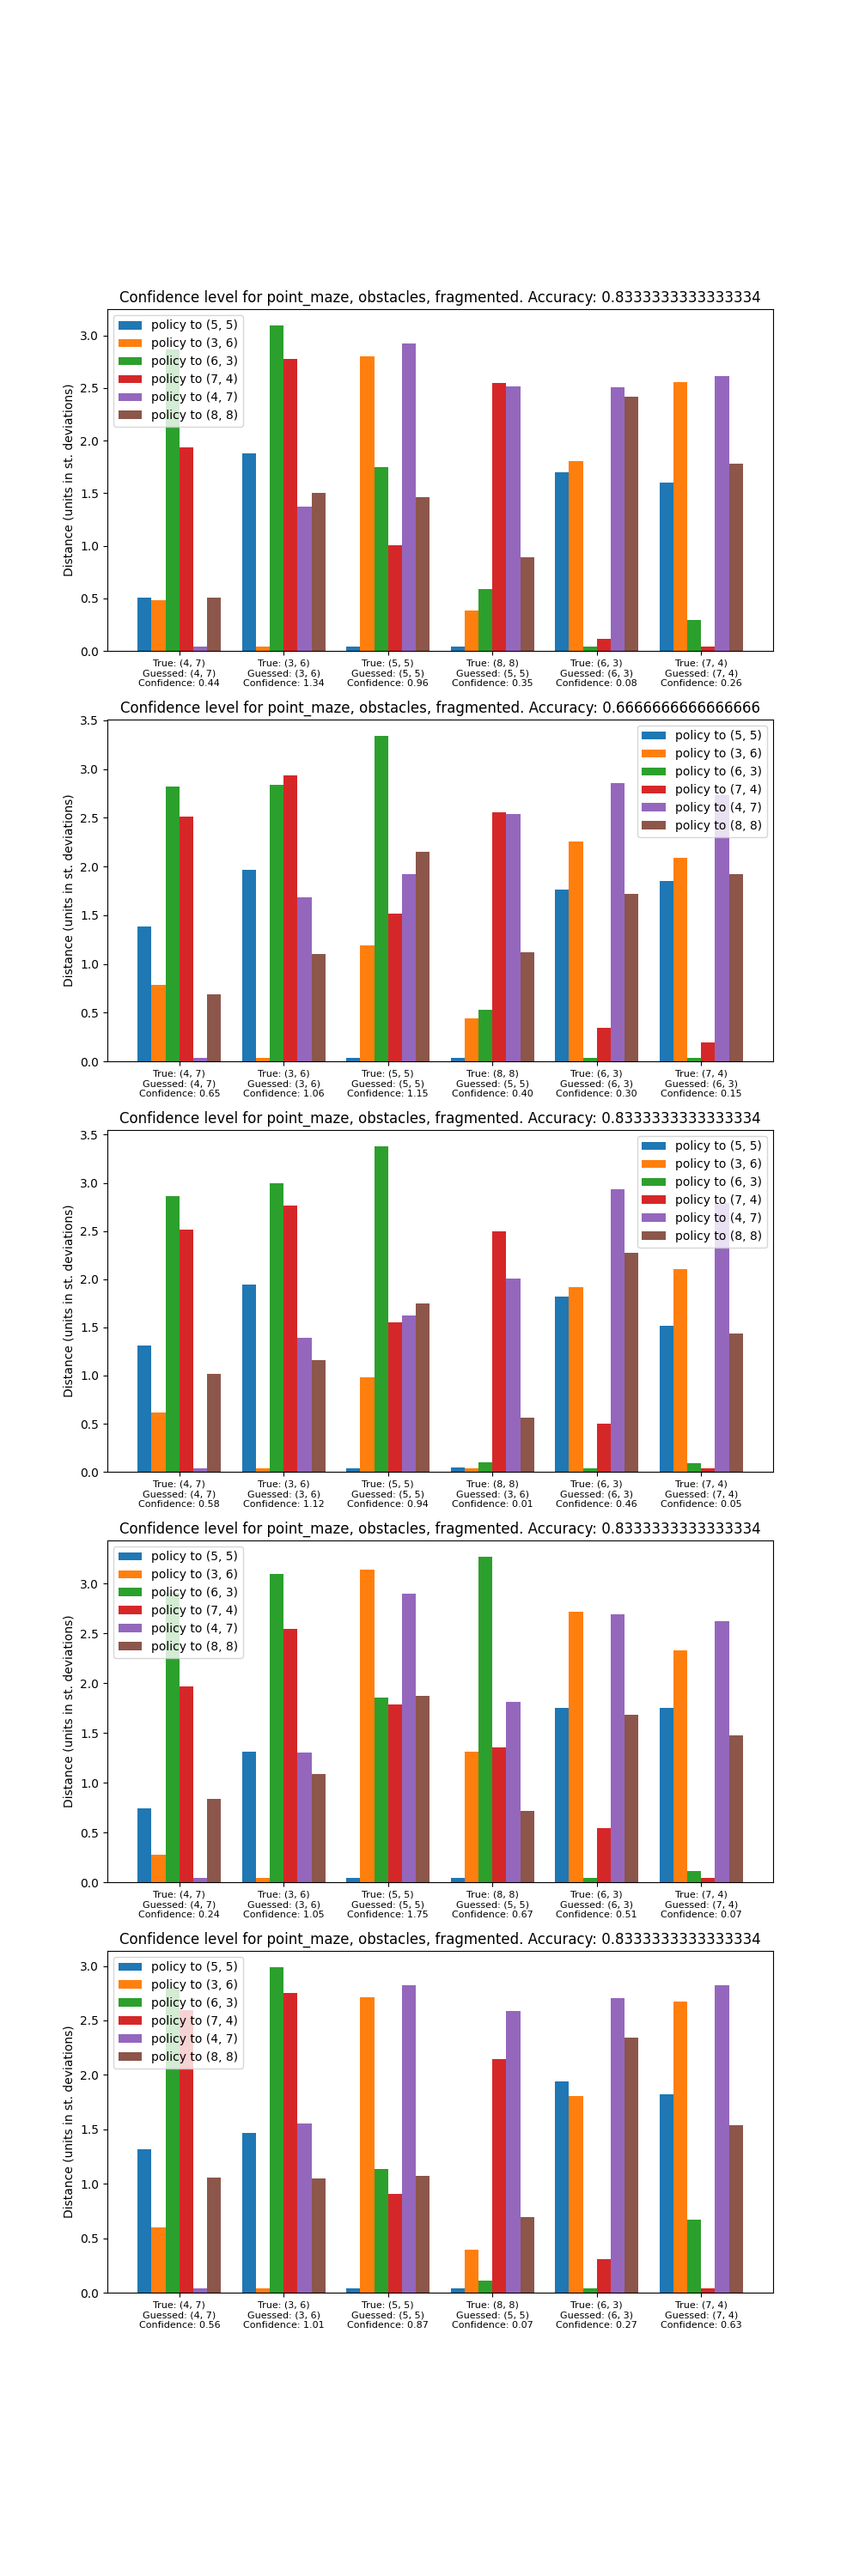 Confidence level for point_maze, obstacles, fragmented. Accuracy: 0.8333333333333334
Distance (units in st. deviations)
3.0
2.5
2.0
1.5
1.0
0.5
0.0
policy to (5, 5)
policy to (3, 6)
policy to (6, 3)
policy to (7, 4)
policy to (4, 7)
policy to (8, 8)
True: (4, 7)
Guessed: (4, 7)
Confidence: 0.44
True: (3, 6)
Guessed: (3, 6)
Confidence: 1.34
True: (5, 5)
Guessed: (5, 5)
Confidence: 0.96
True: (8, 8)
Guessed: (5, 5)
Confidence: 0.35
True: (6, 3)
Guessed: (6, 3)
Confidence: 0.08
True: (7, 4)
Guessed: (7, 4)
Confidence: 0.26
Confidence level for point_maze, obstacles, fragmented. Accuracy: 0.6666666666666666
Distance (units in st. deviations)
3.5
3.0
2.5
2.0
1.5
1.0
0.5
0.0
policy to (5, 5)
policy to (3, 6)
policy to (6, 3)
policy to (7, 4)
policy to (4, 7)
policy to (8, 8)
True: (4, 7)
Guessed: (4, 7)
Confidence: 0.65
True: (3, 6)
Guessed: (3, 6)
Confidence: 1.06
True: (5, 5)
Guessed: (5, 5)
Confidence: 1.15
True: (8, 8)
Guessed: (5, 5)
Confidence: 0.40
True: (6, 3)
Guessed: (6, 3)
Confidence: 0.30
True: (7, 4)
Guessed: (6, 3)
Confidence: 0.15
Confidence level for point_maze, obstacles, fragmented. Accuracy: 0.8333333333333334
Distance (units in st. deviations)
3.5
3.0
2.5
2.0
1.5
1.0
0.5
0.0
policy to (5, 5)
policy to (3, 6)
policy to (6, 3)
policy to (7, 4)
policy to (4, 7)
policy to (8, 8)
True: (4, 7)
Guessed: (4, 7)
Confidence: 0.58
True: (3, 6)
Guessed: (3, 6)
Confidence: 1.12
True: (5, 5)
Guessed: (5, 5)
Confidence: 0.94
True: (8, 8)
Guessed: (3, 6)
Confidence: 0.01
True: (6, 3)
Guessed: (6, 3)
Confidence: 0.46
True: (7, 4)
Guessed: (7, 4)
Confidence: 0.05
Confidence level for point_maze, obstacles, fragmented. Accuracy: 0.8333333333333334
Distance (units in st. deviations)
3.0
2.5
2.0
1.5
1.0
0.5
0.0
policy to (5, 5)
policy to (3, 6)
policy to (6, 3)
policy to (7, 4)
policy to (4, 7)
policy to (8, 8)
True: (4, 7)
Guessed: (4, 7)
Confidence: 0.24
True: (3, 6)
Guessed: (3, 6)
Confidence: 1.05
True: (5, 5)
Guessed: (5, 5)
Confidence: 1.75
True: (8, 8)
Guessed: (5, 5)
Confidence: 0.67
True: (6, 3)
Guessed: (6, 3)
Confidence: 0.51
True: (7, 4)
Guessed: (7, 4)
Confidence: 0.07
Confidence level for point_maze, obstacles, fragmented. Accuracy: 0.8333333333333334
Distance (units in st. deviations)
3.0
2.5
2.0
1.5
1.0
0.5
0.0
policy to (5, 5)
policy to (3, 6)
policy to (6, 3)
policy to (7, 4)
policy to (4, 7)
policy to (8, 8)
True: (4, 7)
Guessed: (4, 7)
Confidence: 0.56
True: (3, 6)
Guessed: (3, 6)
Confidence: 1.01
True: (5, 5)
Guessed: (5, 5)
Confidence: 0.87
True: (8, 8)
Guessed: (5, 5)
Confidence: 0.07
True: (6, 3)
Guessed: (6, 3)
Confidence: 0.27
True: (7, 4)
Guessed: (7, 4)
Confidence: 0.63